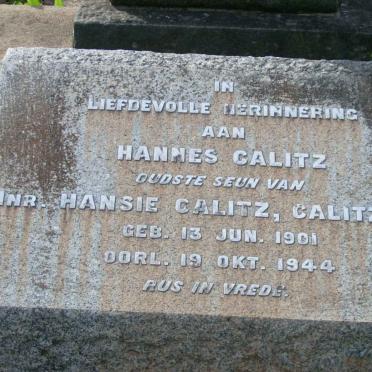 IN
LIEFDEVOLLE HERINNERING
AAN
HANNES CALITZ
OUDSTE SEUN VAN
MNR. HANSIE CALITZ, CALITZ
GEB. 13 JUN. 1901
OORL. 19 OKT. 1944
RUS IN VREDE.